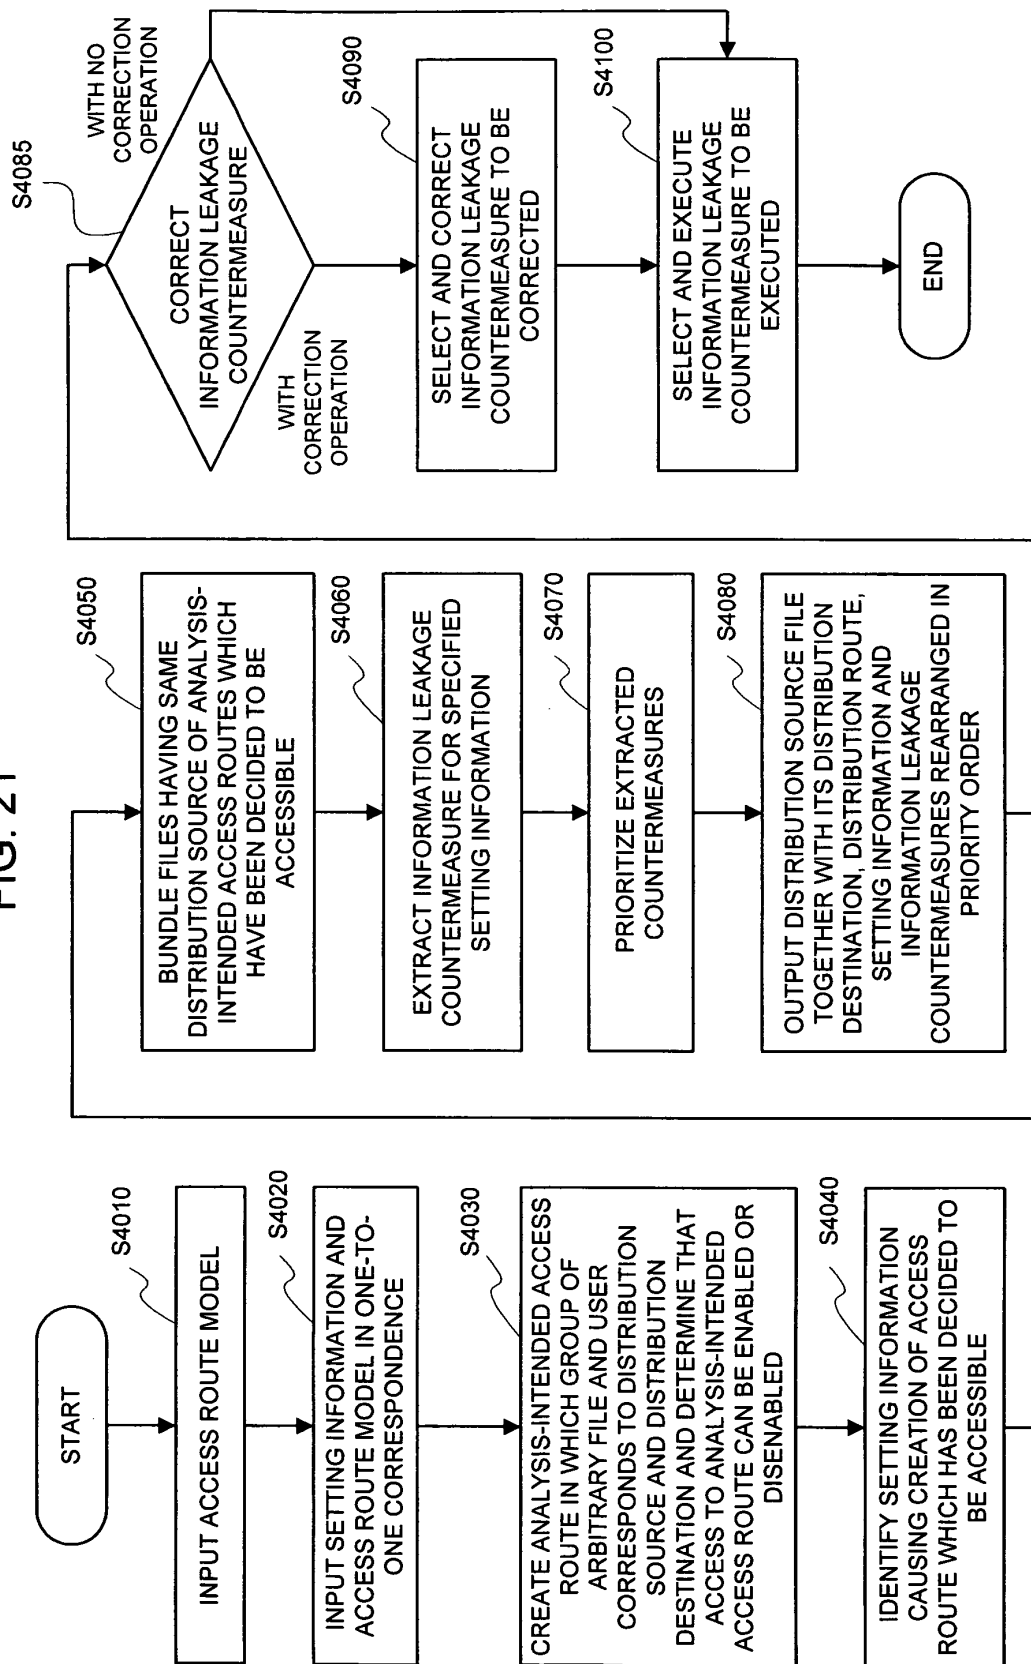 FIG. 21
START
S4010
INPUT ACCESS ROUTE MODEL
S4020
INPUT SETTING INFORMATION AND
ACCESS ROUTE MODEL IN ONE-TO-
ONE CORRESPONDENCE
S4030
CREATE ANALYSIS-INTENDED ACCESS
ROUTE IN WHICH GROUP OF
ARBITRARY FILE AND USER
CORRESPONDS TO DISTRIBUTION
SOURCE AND DISTRIBUTION
DESTINATION AND DETERMINE THAT
ACCESS TO ANALYSIS-INTENDED
ACCESS ROUTE CAN BE ENABLED OR
DISENABLED
S4040
IDENTIFY SETTING INFORMATION
CAUSING CREATION OF ACCESS
ROUTE WHICH HAS BEEN DECIDED TO
BE ACCESSIBLE
S4050
BUNDLE FILES HAVING SAME
DISTRIBUTION SOURCE OF ANALYSIS-
INTENDED ACCESS ROUTES WHICH
HAVE BEEN DECIDED TO BE
ACCESSIBLE
S4060
EXTRACT INFORMATION LEAKAGE
COUNTERMEASURE FOR SPECIFIED
SETTING INFORMATION
S4070
PRIORITIZE EXTRACTED
COUNTERMEASURES
S4080
OUTPUT DISTRIBUTION SOURCE FILE
TOGETHER WITH ITS DISTRIBUTION
DESTINATION, DISTRIBUTION ROUTE,
SETTING INFORMATION AND
INFORMATION LEAKAGE
COUNTERMEASURES REARRANGED IN
PRIORITY ORDER
S4085
CORRECT
INFORMATION LEAKAGE
COUNTERMEASURE
WITH NO
CORRECTION
OPERATION
WITH
CORRECTION
OPERATION
S4090
SELECT AND CORRECT
INFORMATION LEAKAGE
COUNTERMEASURE TO BE
CORRECTED
S4100
SELECT AND EXECUTE
INFORMATION LEAKAGE
COUNTERMEASURE TO BE
EXECUTED
END